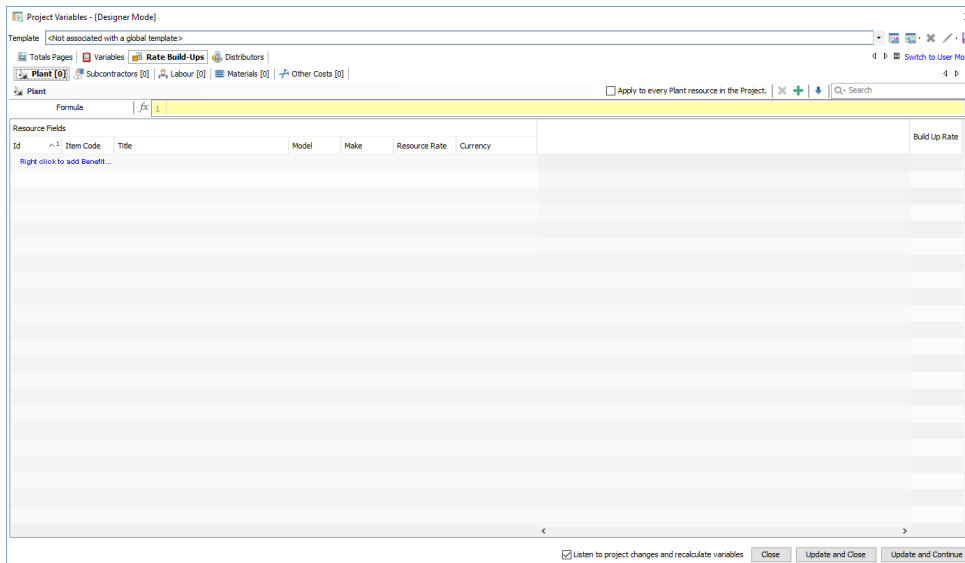 Project Variables - [Designer Mode]
Template <Not associated with a global template>
Totals Pages Variables Rate Build-Ups Distributors
Switch to User Mo
Plant [0] Subcontractors [0] Labour [0] Materials [0] Other Costs [0]
Plant
Apply to every Plant resource in the Project.
Search
Formula fx 1
Resource Fields
Build Up Rate
Id 1 Item Code Title Model Make Resource Rate Currency
Right click to add Benefit...
Listen to project changes and recalculate variables Close Update and Close Update and Continue